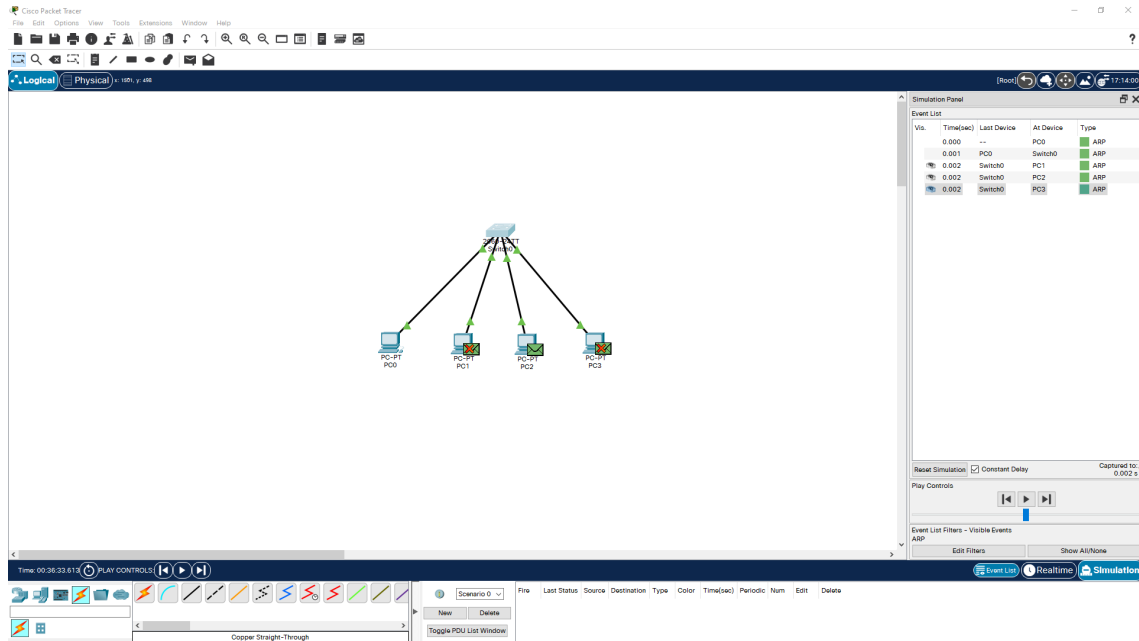 Cisco Packet Tracer
File Edit Options View Tools Extensions Window Help
?
Logical Physical x: 1501, y: 498 [Root] 17:14:00
Simulation Panel
Event List
Vis. Time(sec) Last Device At Device Type
0.000 -- PC0 ARP
0.001 PC0 Switch0 ARP
0.002 Switch0 PC1 ARP
0.002 Switch0 PC2 ARP
0.002 Switch0 PC3 ARP
Switch0
PC-PT PC-PT PC-PT PC-PT
PC0 PC1 PC2 PC3
Reset Simulation Constant Delay Captured to:
0.002 s
Play Controls
Event List Filters - Visible Events
ARP
Edit Filters Show All/None
Time: 00:36:33.613 PLAY CONTROLS: Event List Realtime Simulation
Scenario 0 Fire Last Status Source Destination Type Color Time(sec) Periodic Num Edit Delete
New Delete
Toggle PDU List Window
Copper Straight-Through